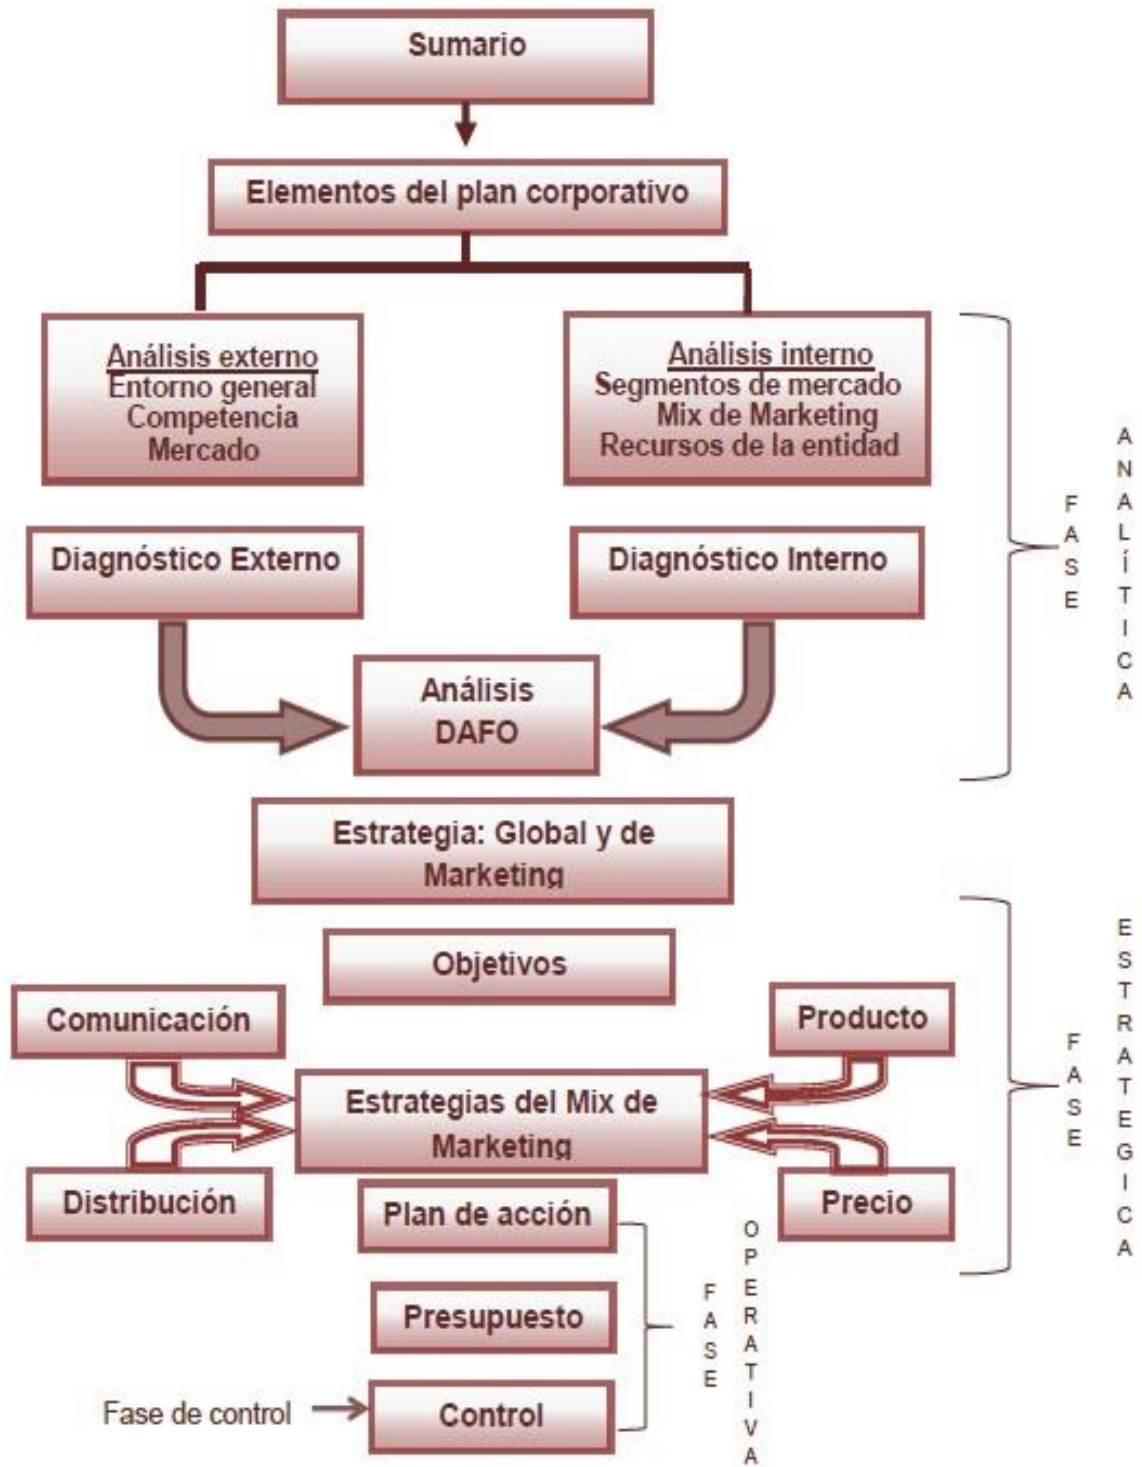 Sumario
Elementos del plan corporativo
Análisis externo
Entorno general
Competencia
Mercado
Análisis interno
Segmentos de mercado
Mix de Marketing
Recursos de la entidad
Diagnóstico Externo
Diagnóstico Interno
Análisis
DAFO
FASE
ANALÍTICA
Estrategia: Global y de
Marketing
Objetivos
Comunicación
Producto
Estrategias del Mix de
Marketing
Distribución
Precio
FASE
ESTRATEGICA
Plan de acción
Presupuesto
Fase de control
Control
FASE
OPERATIVA